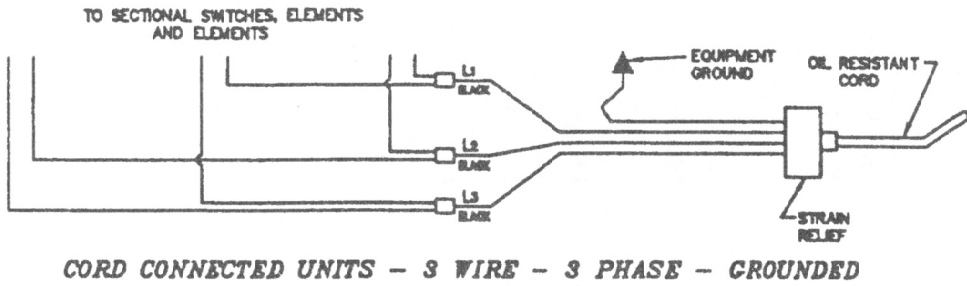 TO SECTIONAL SWITCHES, ELEMENTS
AND ELEMENTS
L1
BLACK
EQUIPMENT
GROUND
OIL RESISTANT
CORD
L2
BLACK
L3
BLACK
STRAIN
RELIEF
CORD CONNECTED UNITS - 3 WIRE - 3 PHASE - GROUNDED